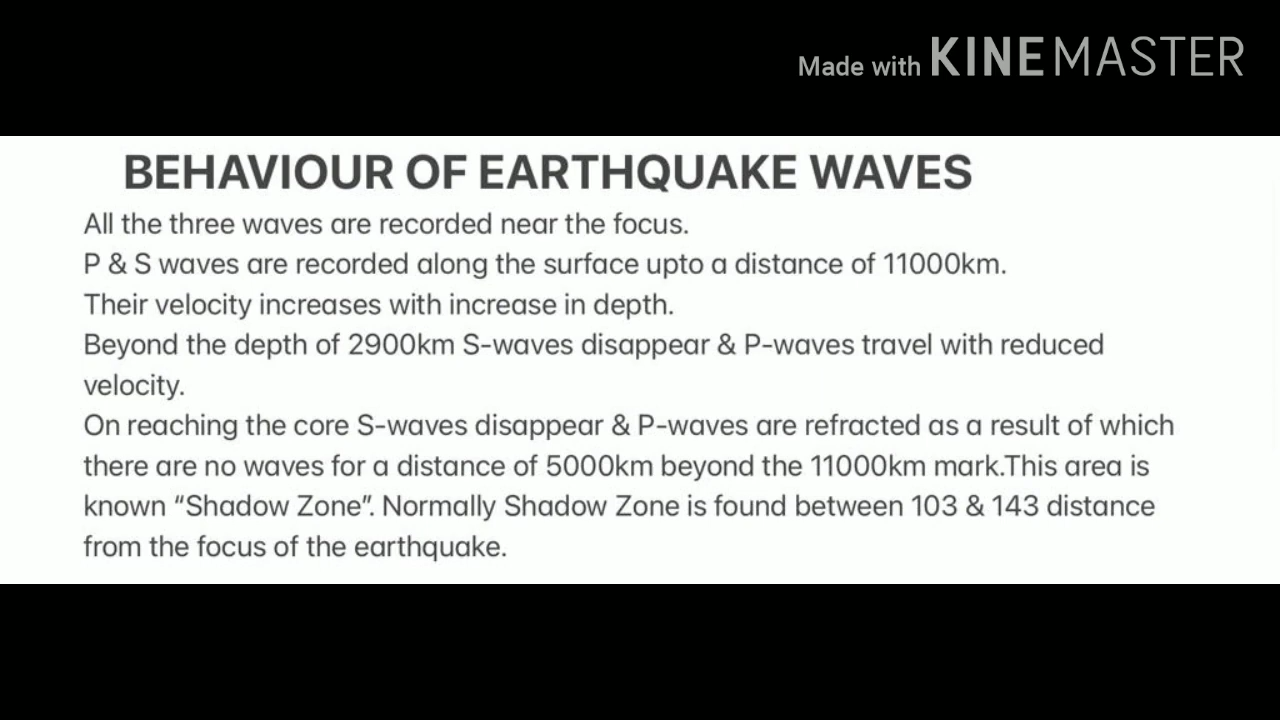 Made with KINEMASTER
BEHAVIOUR OF EARTHQUAKE WAVES
All the three waves are recorded near the focus.
P & S waves are recorded along the surface upto a distance of 11000km.
Their velocity increases with increase in depth.
Beyond the depth of 2900km S-waves disappear & P-waves travel with reduced
velocity.
On reaching the core S-waves disappear & P-waves are refracted as a result of which
there are no waves for a distance of 5000km beyond the 11000km mark.This area is
known “Shadow Zone”. Normally Shadow Zone is found between 103 & 143 distance
from the focus of the earthquake.